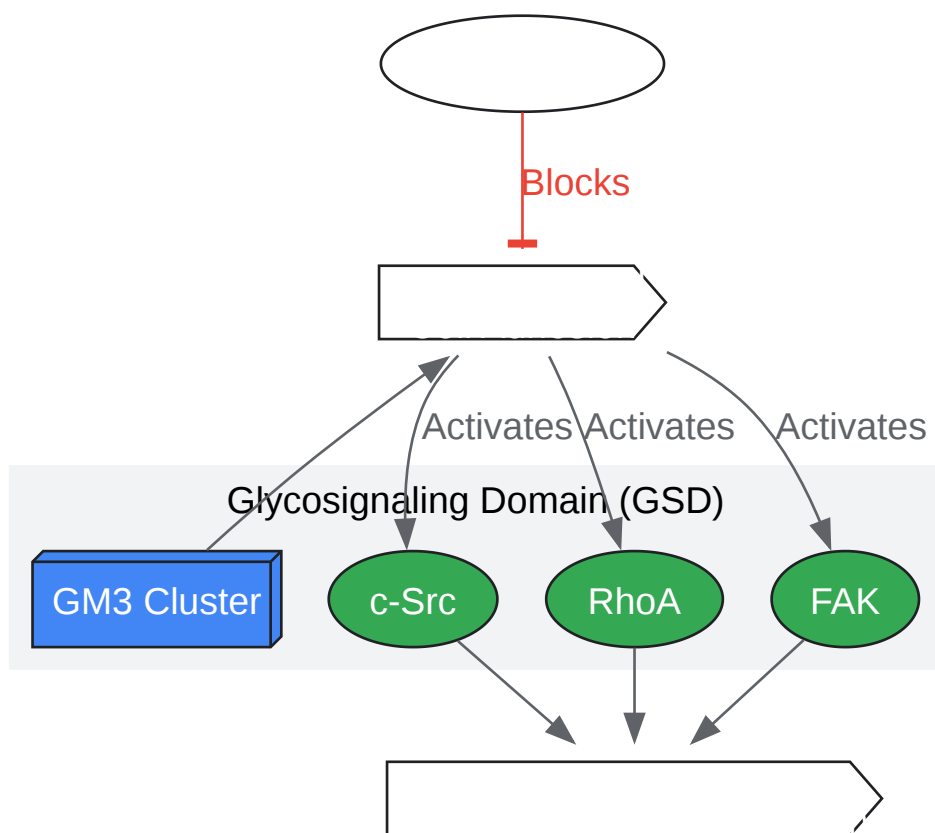 Blocks
Activates
Activates
Activates
Glycosignaling Domain (GSD)
GM3 Cluster
c-Src
RhoA
FAK